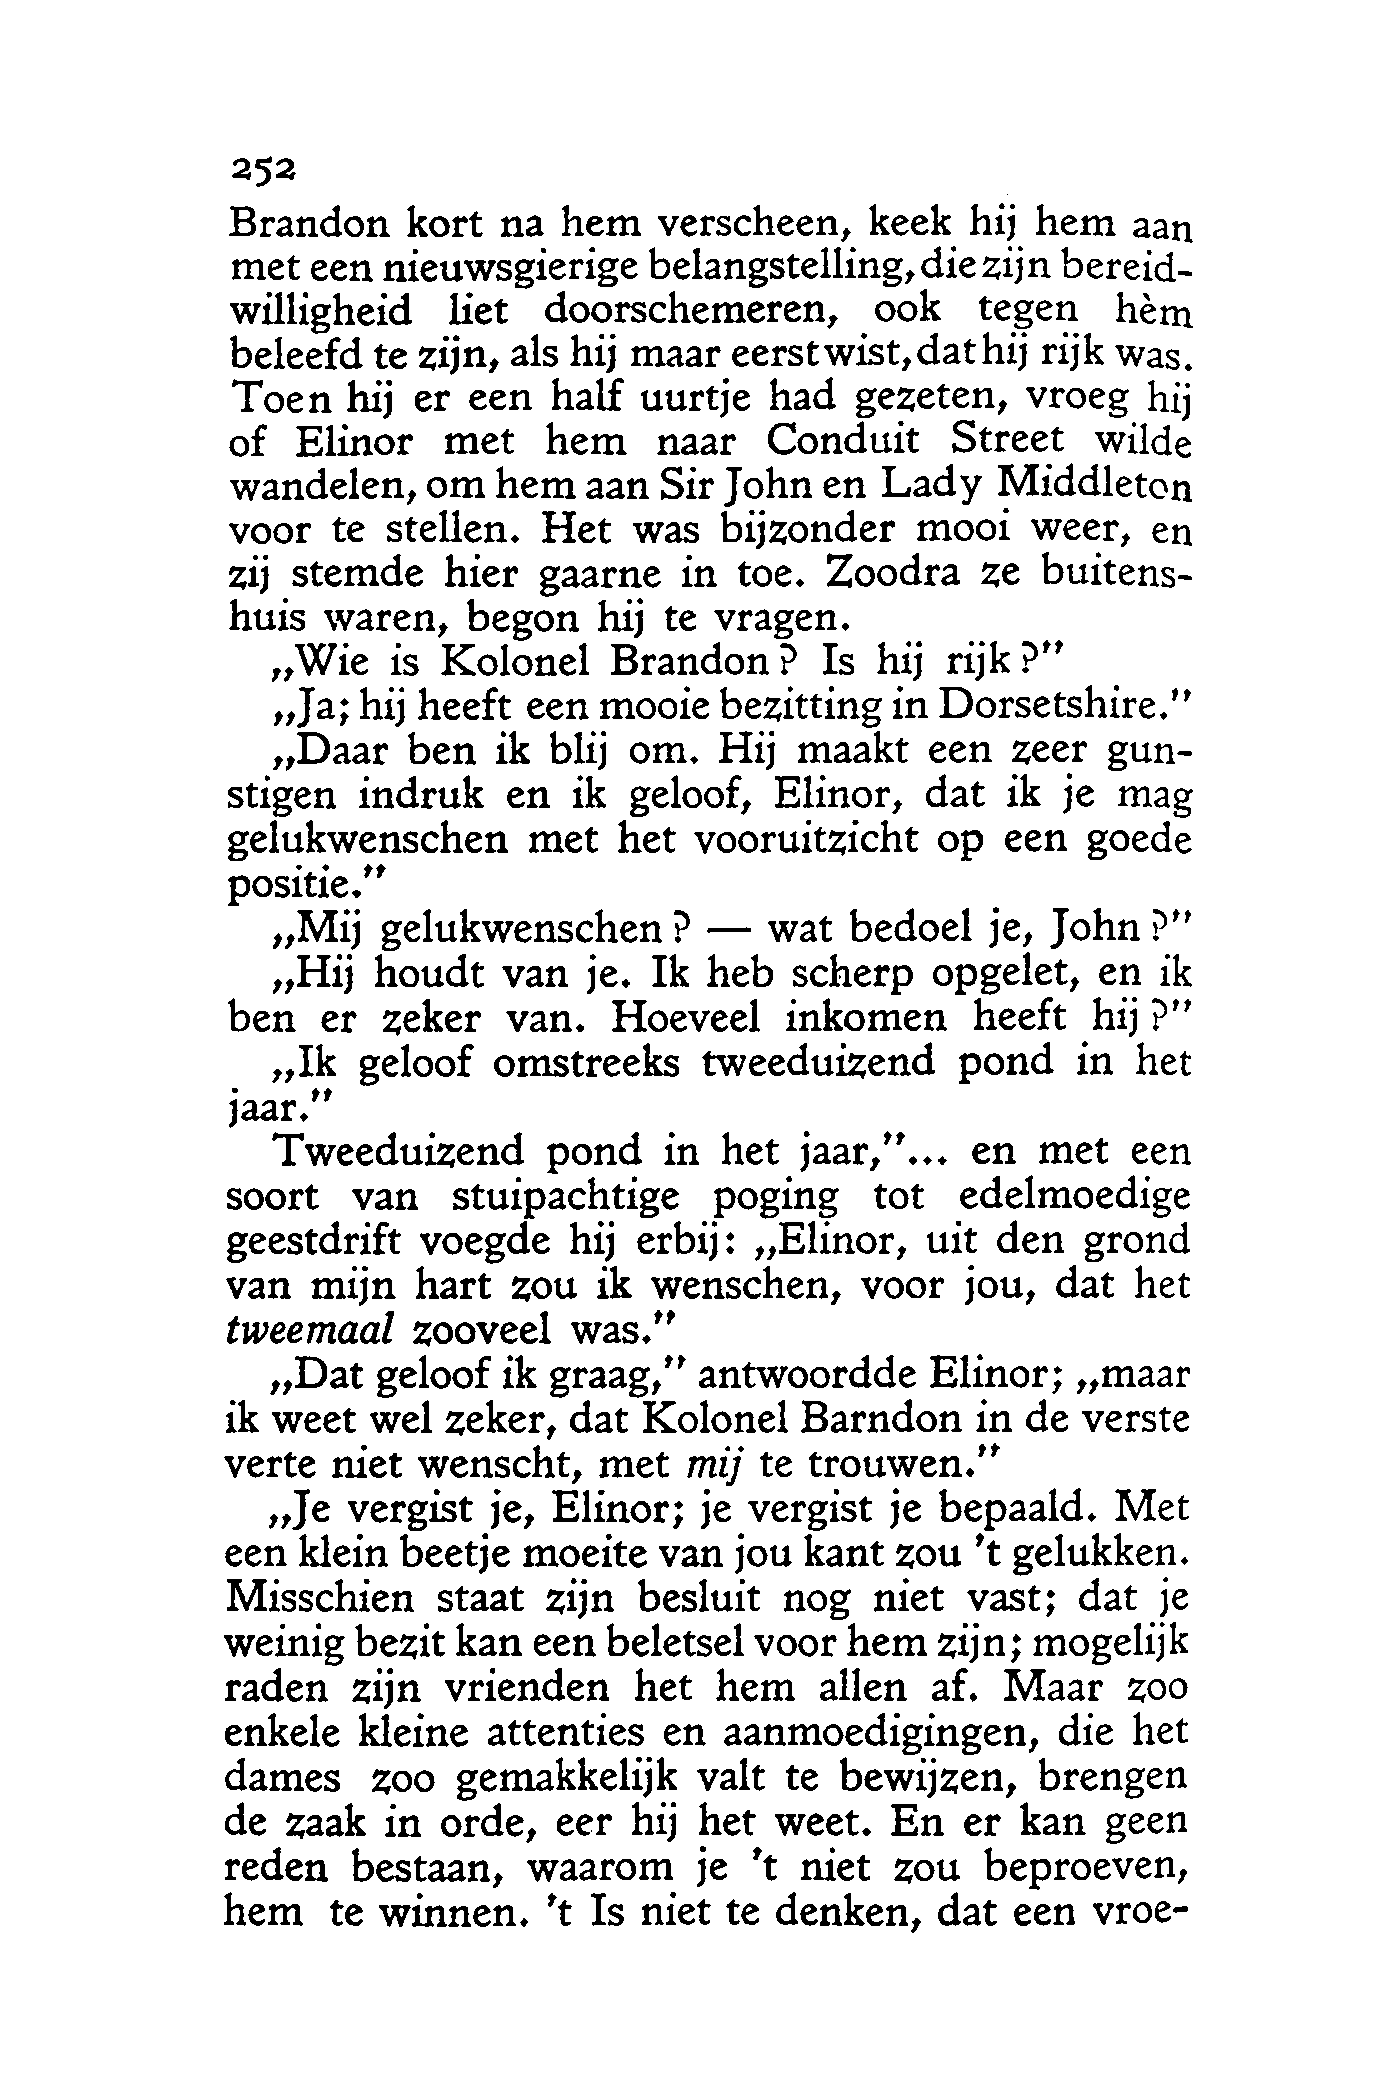 252
Brandon kort na hem verscheen, keek hij hem aan
met een nieuwsgierige belangstelling, die zijn bereid-
willigheid liet doorschemeren, ook tegen hèm
beleefd te zijn, als hij maar eerst wist, dat hij rijk was.
Toen hij er een half uurtje had gezeten, vroeg hij
of Elinor met hem naar Conduit Street wilde
wandelen, om hem aan Sir John en Lady Middleton
voor te stellen. Het was bijzonder mooi weer, en
zij stemde hier gaarne in toe. Zoodra ze buitens-
huis waren, begon hij te vragen.
„Wie is Kolonel Brandon? Is hij rijk?”
„Ja; hij heeft een mooie bezitting in Dorsetshire.”
„Daar ben ik blij om. Hij maakt een zeer gun-
stigen indruk en ik geloof, Elinor, dat ik je mag
gelukwenschen met het vooruitzicht op een goede
positie.”
„Mij gelukwenschen? — wat bedoel je, John?”
„Hij houdt van je. Ik heb scherp opgelet, en ik
ben er zeker van. Hoeveel inkomen heeft hij?”
„Ik geloof omstreeks tweeduizend pond in het
jaar.”
Tweeduizend pond in het jaar,”... en met een
soort van stuipachtige poging tot edelmoedige
geestdrift voegde hij erbij: „Elinor, uit den grond
van mijn hart zou ik wenschen, voor jou, dat het
tweemaal zooveel was.”
„Dat geloof ik graag,” antwoordde Elinor; „maar
ik weet wel zeker, dat Kolonel Barndon in de verste
verte niet wenscht, met mij te trouwen.”
„Je vergist je, Elinor; je vergist je bepaald. Met
een klein beetje moeite van jou kant zou 't gelukken.
Misschien staat zijn besluit nog niet vast; dat je
weinig bezit kan een beletsel voor hem zijn; mogelijk
raden zijn vrienden het hem allen af. Maar zoo
enkele kleine attenties en aanmoedigingen, die het
dames zoo gemakkelijk valt te bewijzen, brengen
de zaak in orde, eer hij het weet. En er kan geen
reden bestaan, waarom je 't niet zou beproeven,
hem te winnen. 't Is niet te denken, dat een vroe-